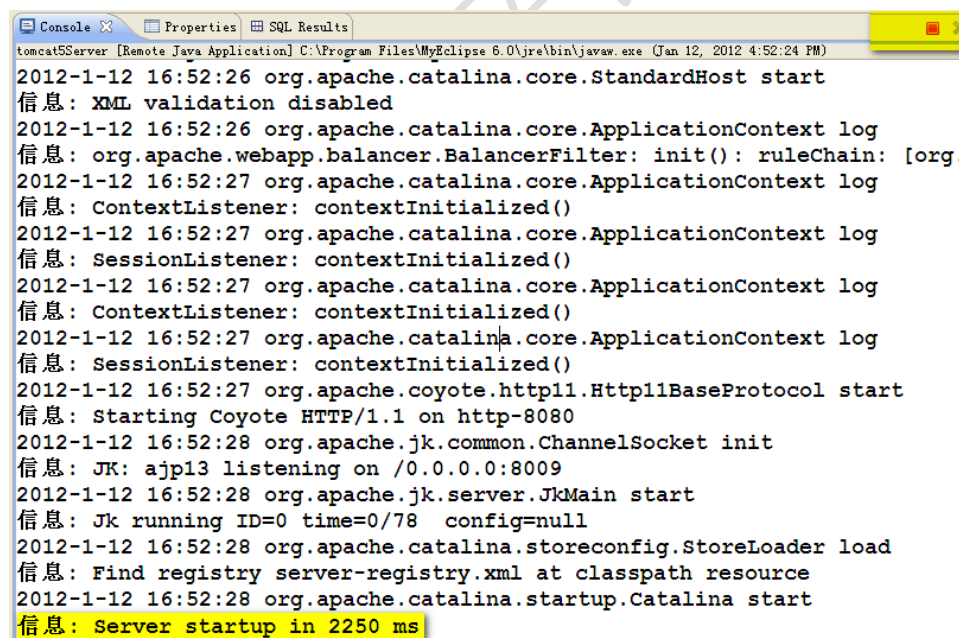 Console Properties SQL Results
tomcat5Server [Remote Java Application] C:\Program Files\MyEclipse 6.0\jre\bin\javaw.exe (Jan 12, 2012 4:52:24 PM)
2012-1-12 16:52:26 org.apache.catalina.core.StandardHost start
信息: XML validation disabled
2012-1-12 16:52:26 org.apache.catalina.core.ApplicationContext log
信息: org.apache.webapp.balancer.BalancerFilter: init(): ruleChain: [org.
2012-1-12 16:52:27 org.apache.catalina.core.ApplicationContext log
信息: ContextListener: contextInitialized()
2012-1-12 16:52:27 org.apache.catalina.core.ApplicationContext log
信息: SessionListener: contextInitialized()
2012-1-12 16:52:27 org.apache.catalina.core.ApplicationContext log
信息: ContextListener: contextInitialized()
2012-1-12 16:52:27 org.apache.catalina.core.ApplicationContext log
信息: SessionListener: contextInitialized()
2012-1-12 16:52:27 org.apache.coyote.http11.Http11BaseProtocol start
信息: Starting Coyote HTTP/1.1 on http-8080
2012-1-12 16:52:28 org.apache.jk.common.ChannelSocket init
信息: JK: ajp13 listening on /0.0.0.0:8009
2012-1-12 16:52:28 org.apache.jk.server.JkMain start
信息: Jk running ID=0 time=0/78  config=null
2012-1-12 16:52:28 org.apache.catalina.storeconfig.StoreLoader load
信息: Find registry server-registry.xml at classpath resource
2012-1-12 16:52:28 org.apache.catalina.startup.Catalina start
信息: Server startup in 2250 ms